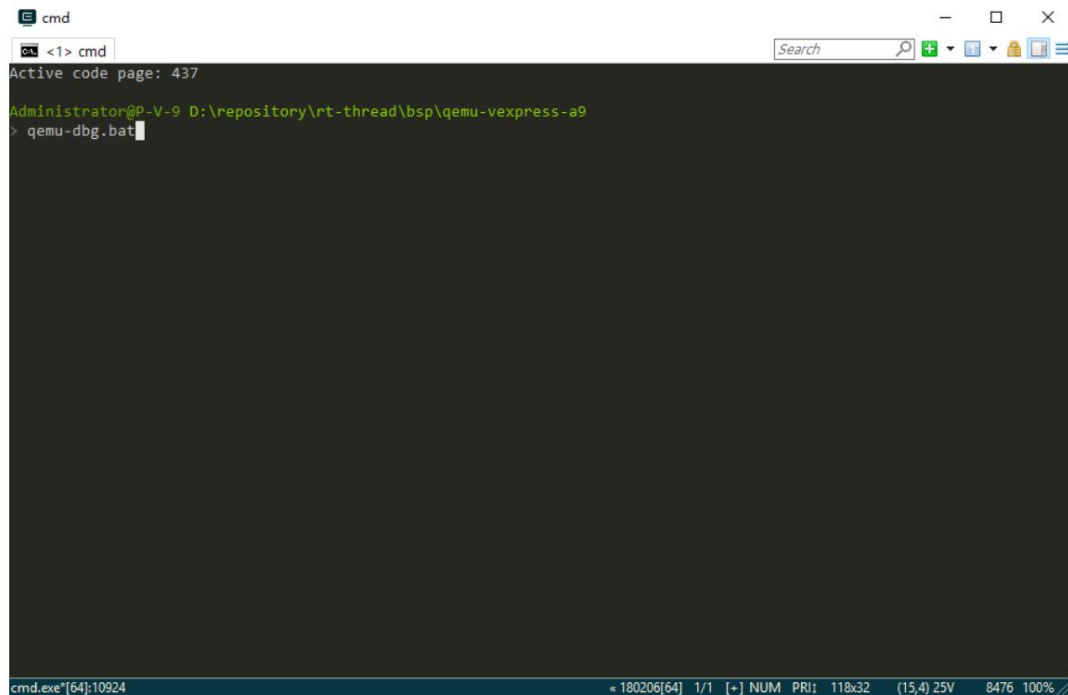 cmd
<1> cmd
Search
Active code page: 437
Administrator@P-V-9 D:\repository\rt-thread\bsp\qemu-vexpress-a9
> qemu-dbg.bat
cmd.exe*[64]:10924
« 180206[64] 1/1 [+] NUM PRI↕ 118x32 (15,4) 25V 8476 100%